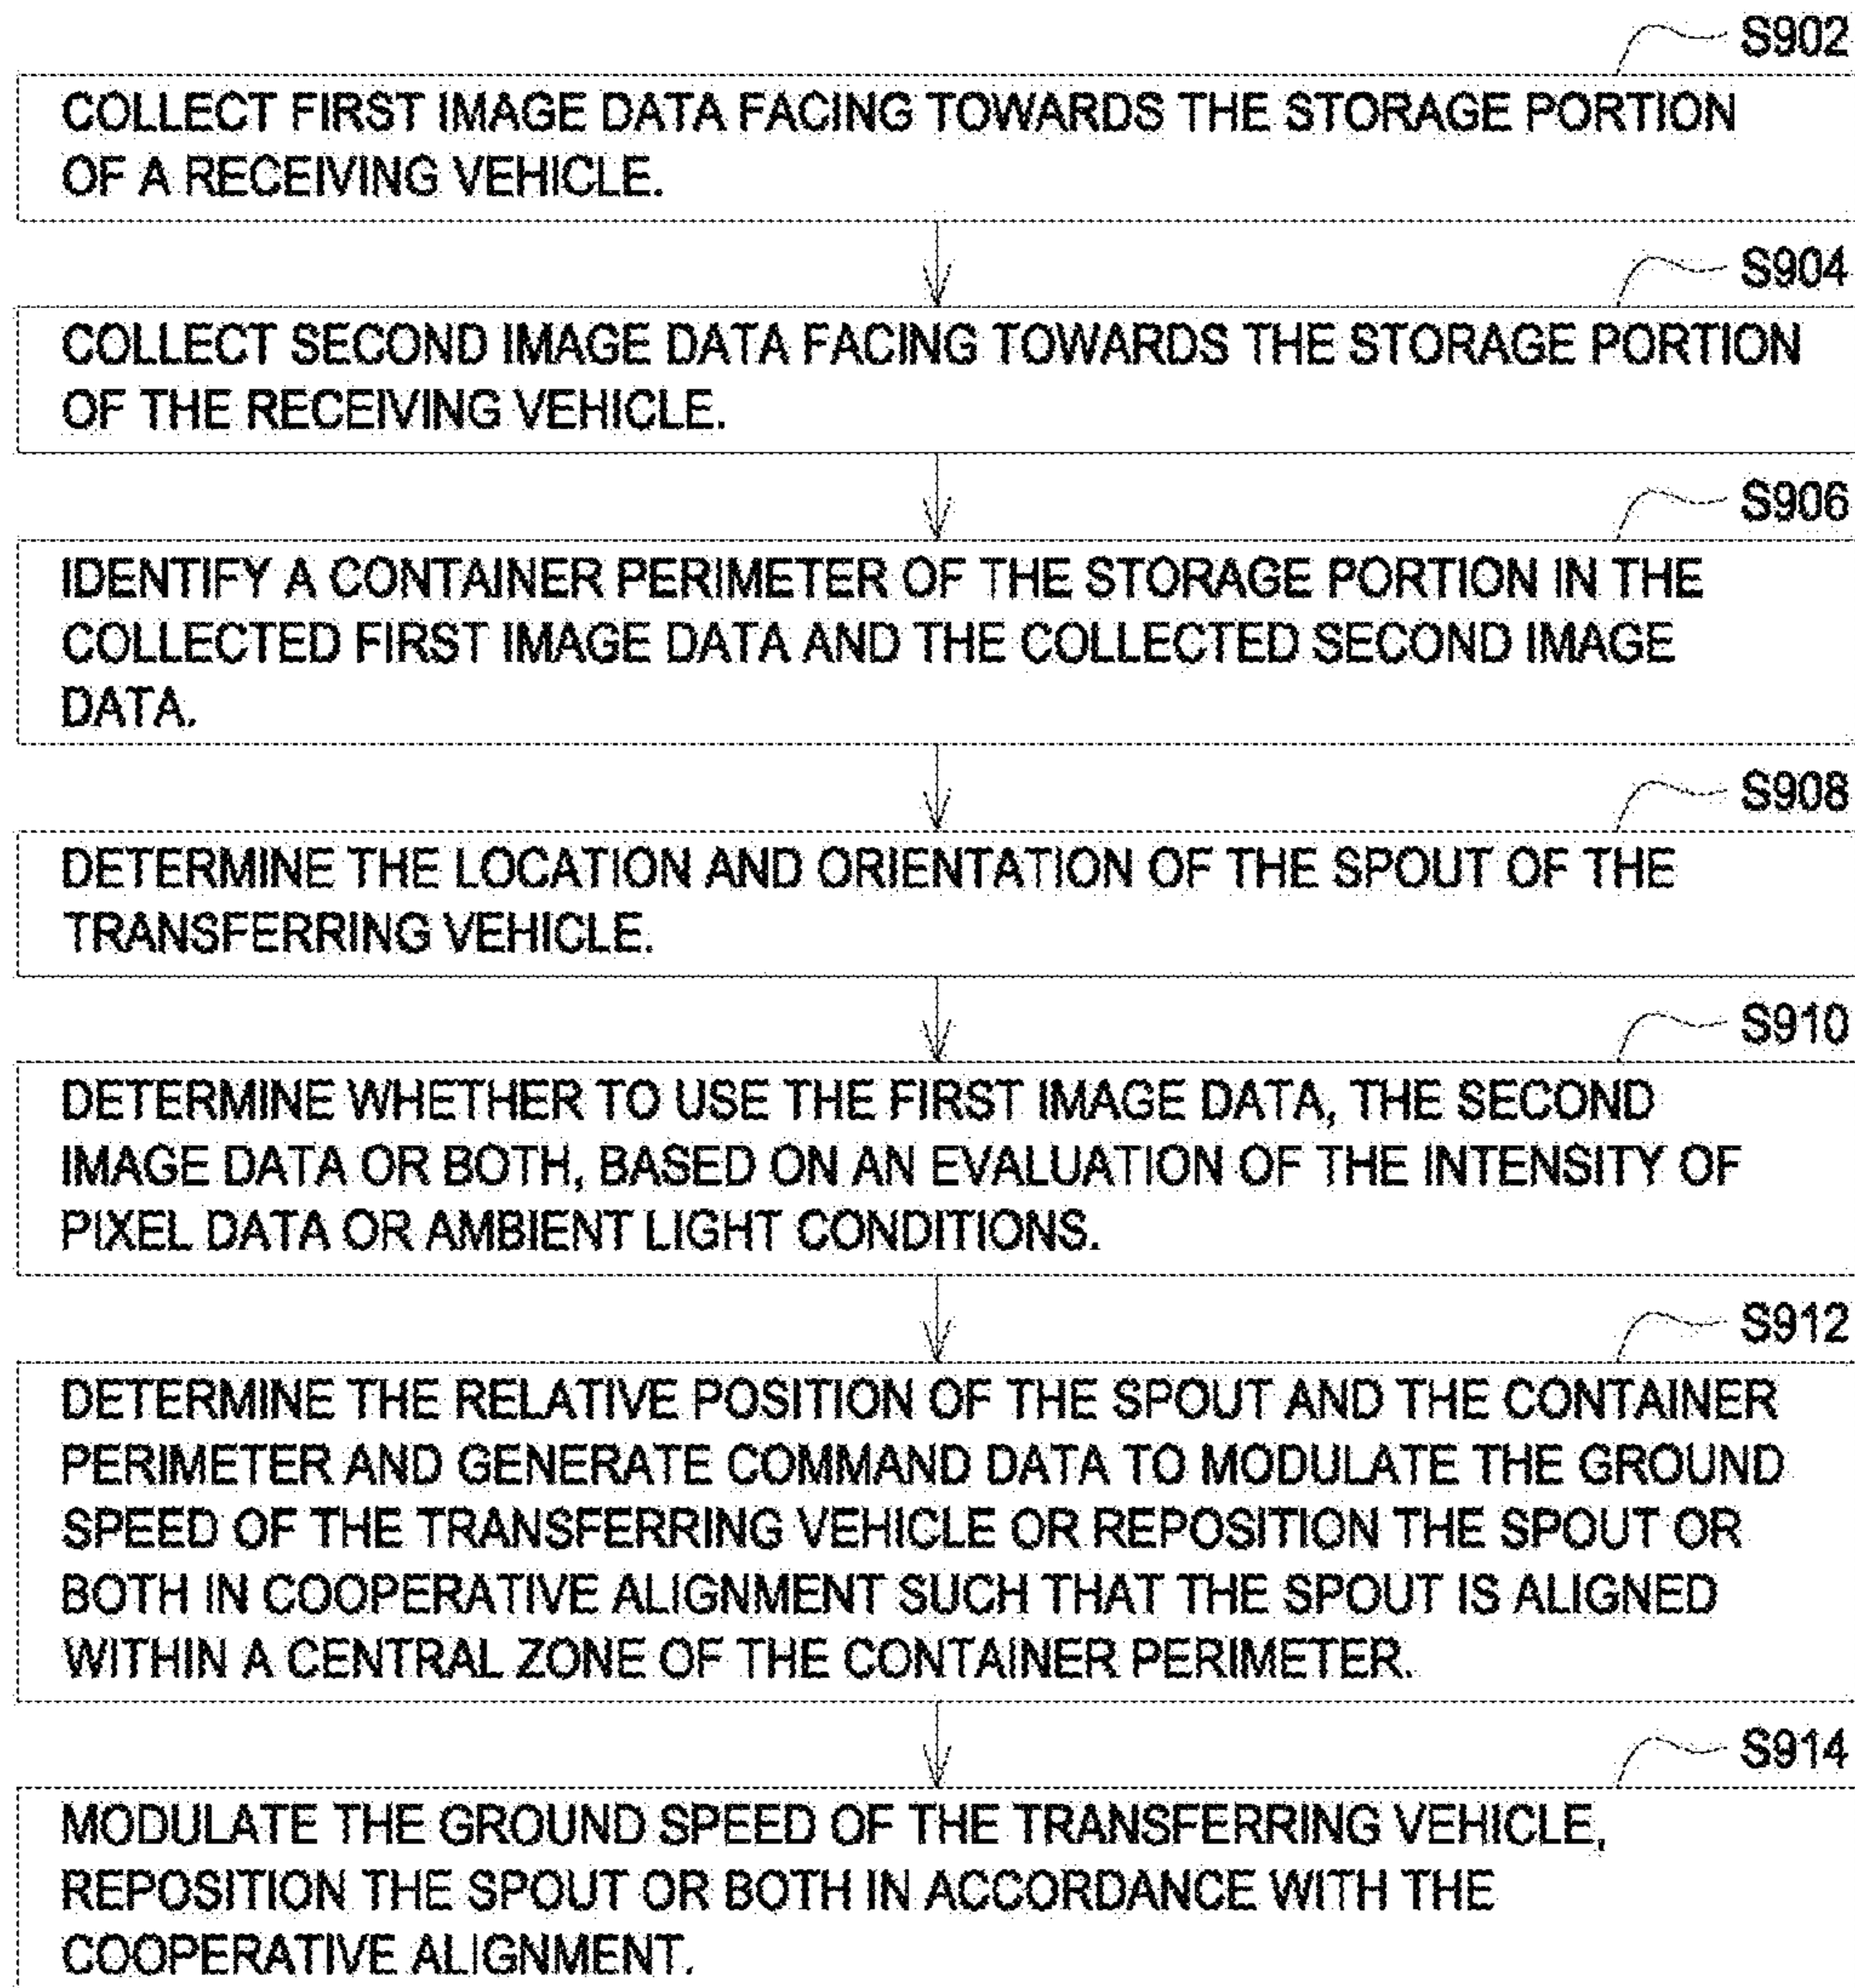 S902
COLLECT FIRST IMAGE DATA FACING TOWARDS THE STORAGE PORTION
OF A RECEIVING VEHICLE.
S904
COLLECT SECOND IMAGE DATA FACING TOWARDS THE STORAGE PORTION
OF THE RECEIVING VEHICLE.
S906
IDENTIFY A CONTAINER PERIMETER OF THE STORAGE PORTION IN THE
COLLECTED FIRST IMAGE DATA AND THE COLLECTED SECOND IMAGE
DATA.
S908
DETERMINE THE LOCATION AND ORIENTATION OF THE SPOUT OF THE
TRANSFERRING VEHICLE.
S910
DETERMINE WHETHER TO USE THE FIRST IMAGE DATA, THE SECOND
IMAGE DATA OR BOTH, BASED ON AN EVALUATION OF THE INTENSITY OF
PIXEL DATA OR AMBIENT LIGHT CONDITIONS.
S912
DETERMINE THE RELATIVE POSITION OF THE SPOUT AND THE CONTAINER
PERIMETER AND GENERATE COMMAND DATA TO MODULATE THE GROUND
SPEED OF THE TRANSFERRING VEHICLE OR REPOSITION THE SPOUT OR
BOTH IN COOPERATIVE ALIGNMENT SUCH THAT THE SPOUT IS ALIGNED
WITHIN A CENTRAL ZONE OF THE CONTAINER PERIMETER.
S914
MODULATE THE GROUND SPEED OF THE TRANSFERRING VEHICLE,
REPOSITION THE SPOUT OR BOTH IN ACCORDANCE WITH THE
COOPERATIVE ALIGNMENT.